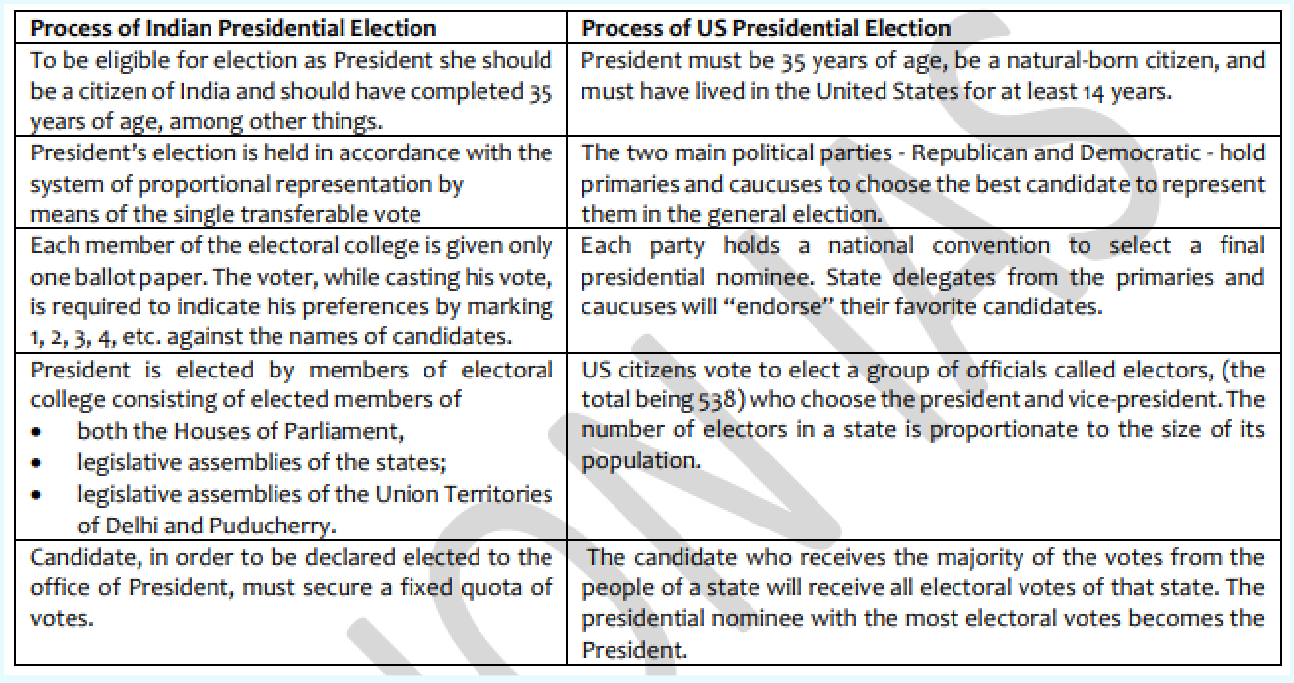 Process of Indian Presidential Election
Process of US Presidential Election
To be eligible for election as President she should
be a citizen of India and should have completed 35
years of age, among other things.
President must be 35 years of age, be a natural-born citizen, and
must have lived in the United States for at least 14 years.
President's election is held in accordance with the
system of proportional representation by
means of the single transferable vote
The two main political parties - Republican and Democratic - hold
primaries and caucuses to choose the best candidate to represent
them in the general election.
Each member of the electoral college is given only
one ballot paper. The voter, while casting his vote,
is required to indicate his preferences by marking
1, 2, 3, 4, etc. against the names of candidates.
Each party holds a national convention to select a final
presidential nominee. State delegates from the primaries and
caucuses will “endorse” their favorite candidates.
President is elected by members of electoral
college consisting of elected members of
• both the Houses of Parliament,
• legislative assemblies of the states;
• legislative assemblies of the Union Territories
of Delhi and Puducherry.
US citizens vote to elect a group of officials called electors, (the
total being 538) who choose the president and vice-president. The
number of electors in a state is proportionate to the size of its
population.
Candidate, in order to be declared elected to the
office of President, must secure a fixed quota of
votes.
The candidate who receives the majority of the votes from the
people of a state will receive all electoral votes of that state. The
presidential nominee with the most electoral votes becomes the
President.
ON IAS